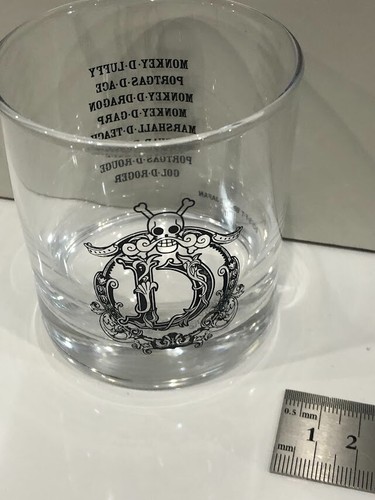 MONKEY·D·LUFFY
PORTGAS·D·ACE
MONKEY·D·DRAGON
MONKEY·D·GARP
MARSHALL·D·TEACH
PORTGAS·D·ROUGE
GOL·D·ROGER
JAPAN
D
0.5 mm
mm
1 2